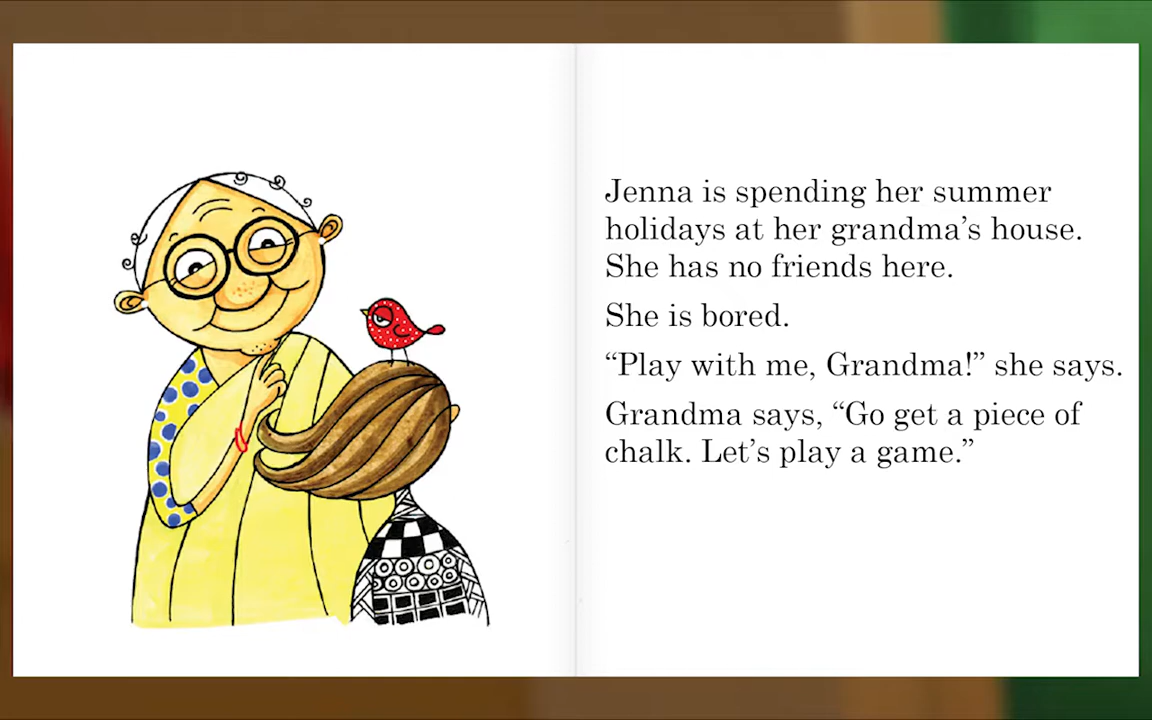 Jenna is spending her summer
holidays at her grandma’s house.
She has no friends here.
She is bored.
“Play with me, Grandma!” she says.
Grandma says, “Go get a piece of
chalk. Let’s play a game.”